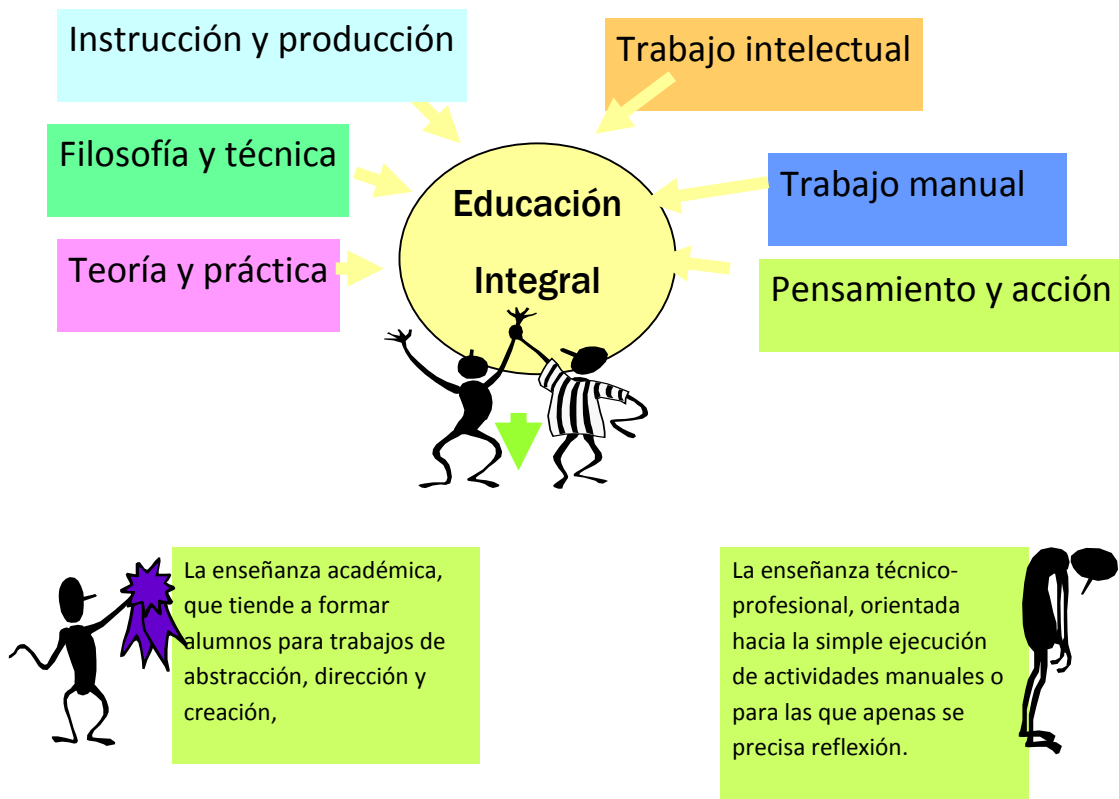 Instrucción y producción
Trabajo intelectual
Filosofía y técnica
Trabajo manual
Teoría y práctica
Pensamiento y acción
Educación
Integral
La enseñanza académica,
que tiende a formar
alumnos para trabajos de
abstracción, dirección y
creación,
La enseñanza técnico-
profesional, orientada
hacia la simple ejecución
de actividades manuales o
para las que apenas se
precisa reflexión.